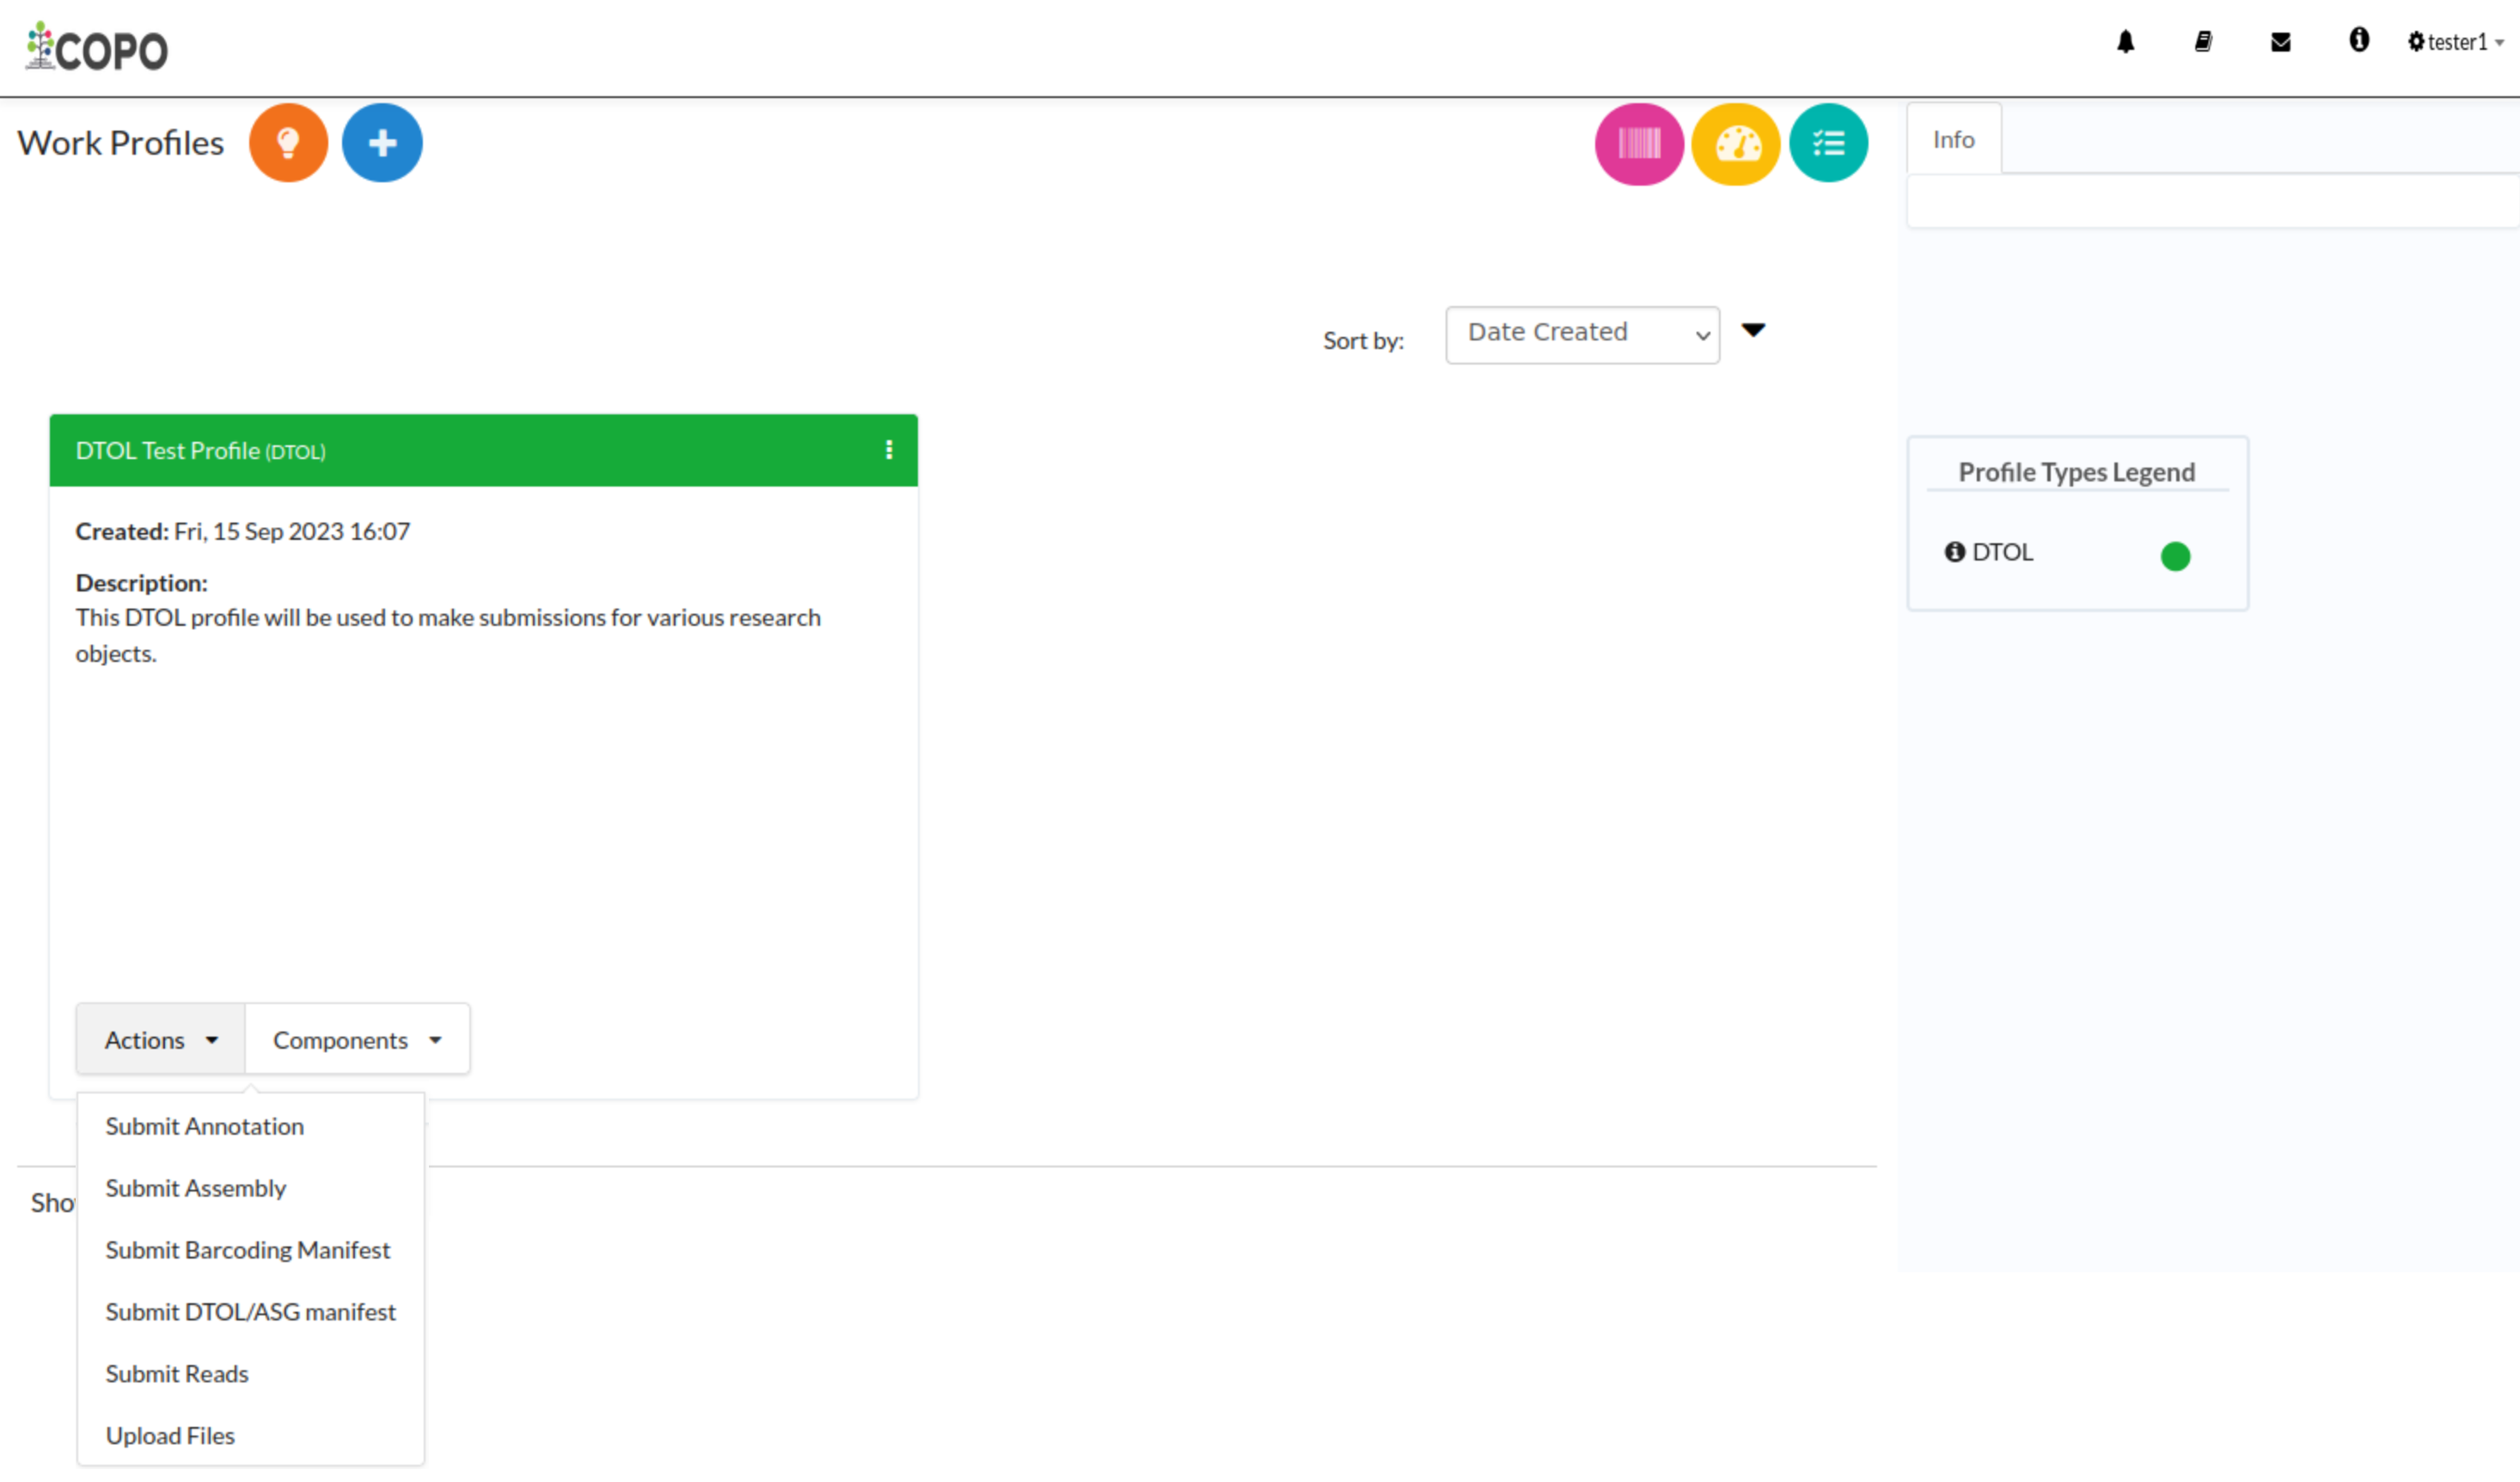 COPO
tester1
Work Profiles
Info
Sort by:
Date Created
DTOL Test Profile (DTOL)
Created: Fri, 15 Sep 2023 16:07
Description:
This DTOL profile will be used to make submissions for various research
objects.
Profile Types Legend
DTOL
Actions
Components
Submit Annotation
Submit Assembly
Sho
Submit Barcoding Manifest
Submit DTOL/ASG manifest
Submit Reads
Upload Files